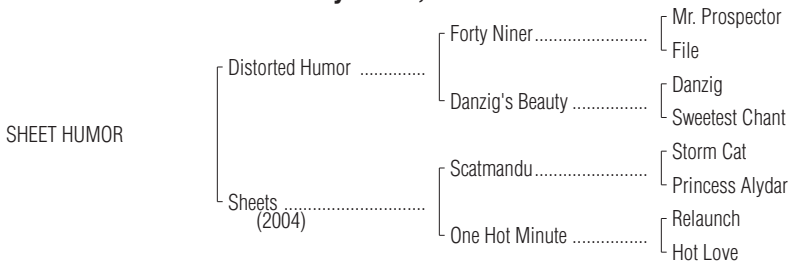 Mr. Prospector
Forty Niner......................
File
Distorted Humor ..............
Danzig
Danzig's Beauty ................
Sweetest Chant
SHEET HUMOR
Storm Cat
Scatmandu......................
Princess Alydar
Sheets ...........................
(2004)
Relaunch
One Hot Minute ................
Hot Love